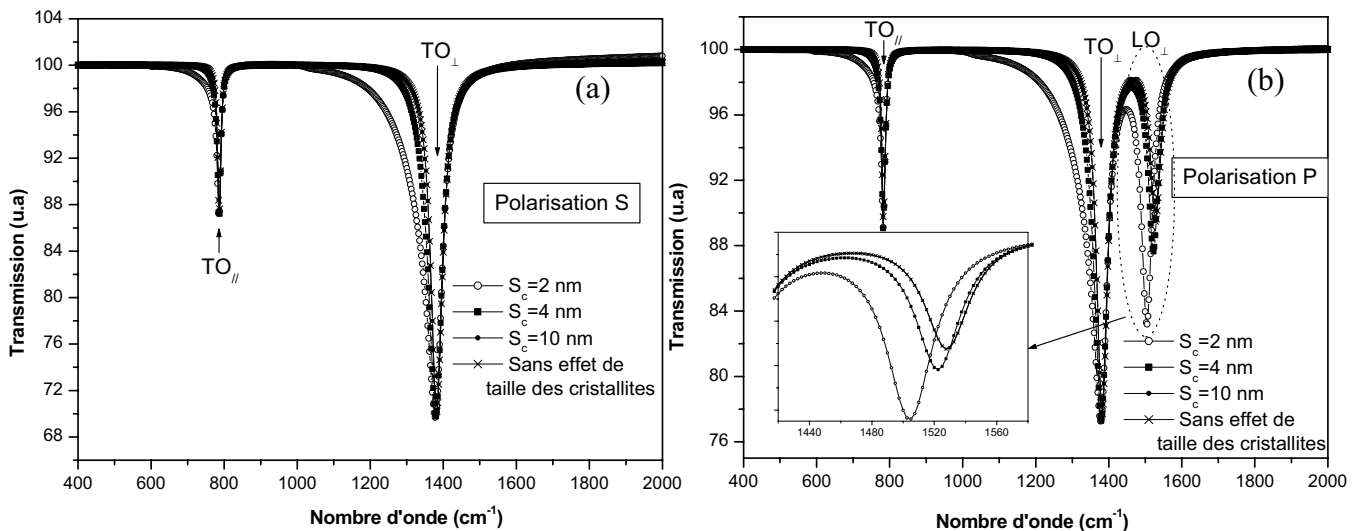 104
100
96
92
88
84
80
76
72
68
Transmission (u.a)
TO⊥
(a)
Polarisation S
TO//
S_c=2 nm
S_c=4 nm
S_c=10 nm
Sans effet de
taille des cristallites
400 600 800 1000 1200 1400 1600 1800 2000
Nombre d'onde (cm⁻¹)
100
96
92
88
84
80
76
Transmission (u.a)
TO//
TO⊥
LO⊥
(b)
Polarisation P
1440 1480 1520 1560
S_c=2 nm
S_c=4 nm
S_c=10 nm
Sans effet de
taille des cristallites
400 600 800 1000 1200 1400 1600 1800 2000
Nombre d'onde (cm⁻¹)